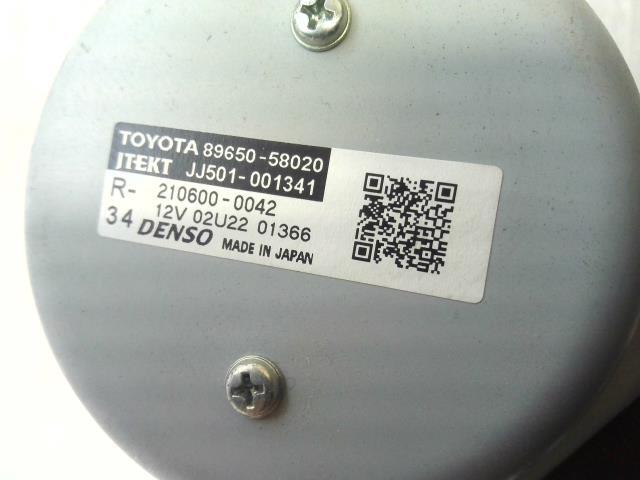 TOYOTA 89650-58020
JTEKT JJ501-001341
R- 210600-0042
12V 02U22 01366
34 DENSO MADE IN JAPAN